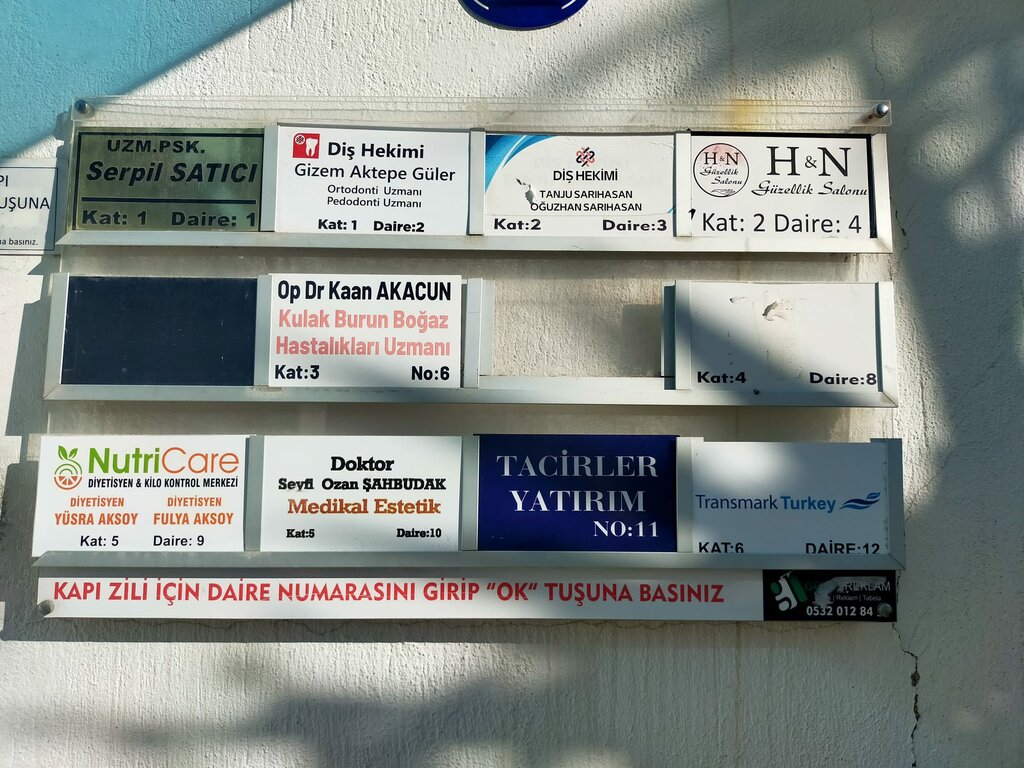 PI
UŞUNA
na basınız.
UZM.PSK.
Serpil SATICI
Kat: 1 Daire: 1
Diş Hekimi
Gizem Aktepe Güler
Ortodonti Uzmanı
Pedodonti Uzmanı
Kat: 1 Daire:2
DİŞ HEKİMİ
TANJU SARIHASAN
OĞUZHAN SARIHASAN
Kat:2 Daire:3
H&N
Güzellik
Salonu
H&N
Güzellik Salonu
Kat: 2 Daire: 4
Op Dr Kaan AKACUN
Kulak Burun Boğaz
Hastalıkları Uzmanı
Kat:3 No:6
Kat:4 Daire:8
NutriCare
DİYETİSYEN & KİLO KONTROL MERKEZİ
DİYETİSYEN DİYETİSYEN
YÜSRA AKSOY FULYA AKSOY
Kat: 5 Daire: 9
Doktor
Seyfi Ozan ŞAHBUDAK
Medikal Estetik
Kat:5 Daire:10
TACİRLER
YATIRIM
NO:11
Transmark Turkey
KAT:6 DAİRE:12
KAPI ZİLİ İÇİN DAİRE NUMARASINI GİRİP "OK" TUŞUNA BASINIZ
REKLAM
| Reklam | Tabela
0532 012 84